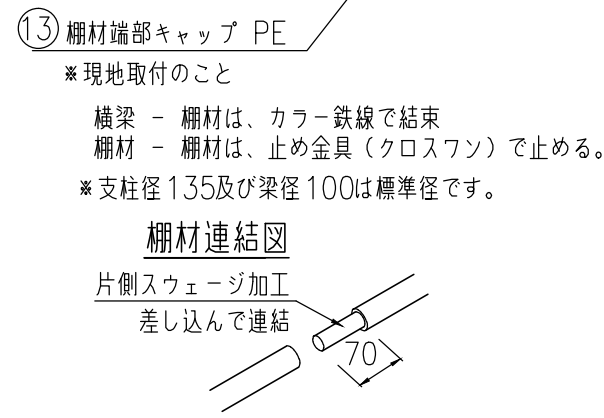 ⑬ 棚材端部キャップ PE
※現地取付のこと
横梁 － 棚材は、カラー鉄線で結束
棚材 － 棚材は、止め金具（クロスワン）で止める。
※支柱径135及び梁径100は標準径です。
棚材連結図
片側スウェージ加工
差し込んで連結
70